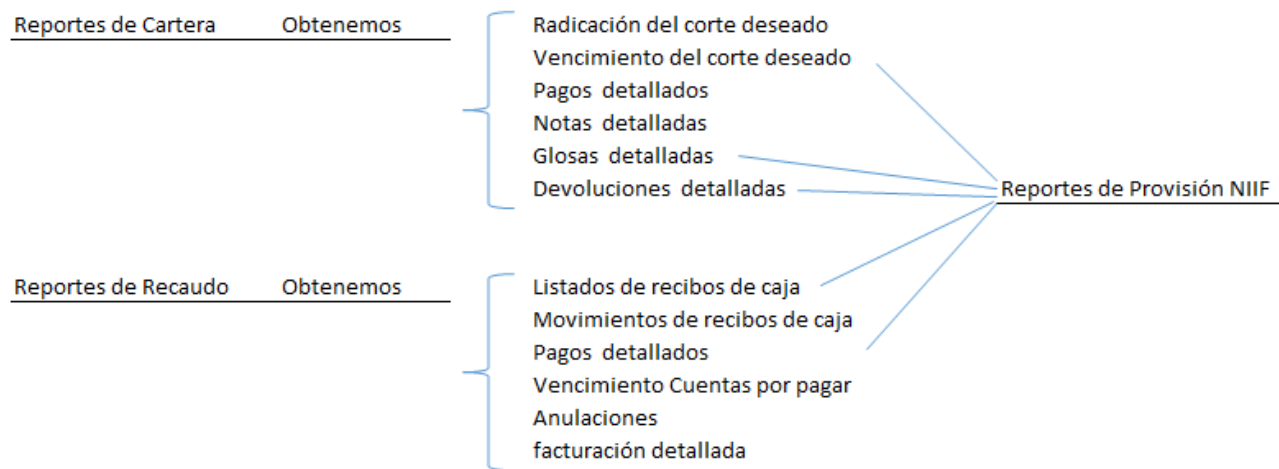 Reportes de Cartera Obtenemos
Radicación del corte deseado
Vencimiento del corte deseado
Pagos detallados
Notas detalladas
Glosas detalladas
Devoluciones detalladas
Reportes de Provisión NIIF
Reportes de Recaudo Obtenemos
Listados de recibos de caja
Movimientos de recibos de caja
Pagos detallados
Vencimiento Cuentas por pagar
Anulaciones
facturación detallada